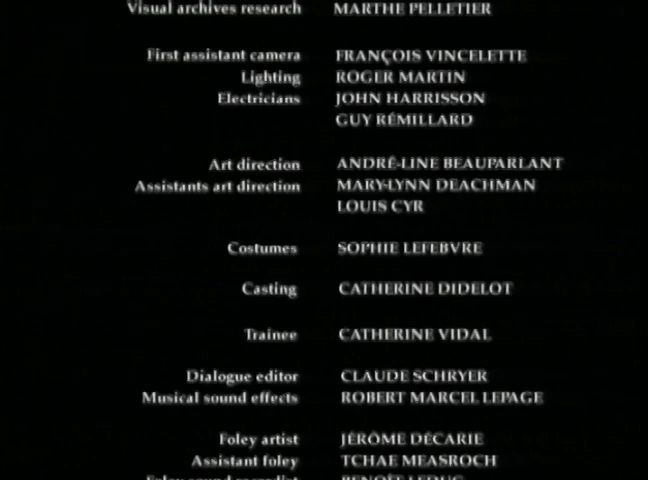 Visual archives research MARTHE PELLETIER
First assistant camera FRANÇOIS VINCELETTE
Lighting ROGER MARTIN
Electricians JOHN HARRISSON
GUY RÉMILLARD
Art direction ANDRÉ-LINE BEAUPARLANT
Assistants art direction MARY-LYNN DEACHMAN
LOUIS CYR
Costumes SOPHIE LEFEBVRE
Casting CATHERINE DIDELOT
Trainee CATHERINE VIDAL
Dialogue editor CLAUDE SCHRYER
Musical sound effects ROBERT MARCEL LEPAGE
Foley artist JÉRÔME DÉCARIE
Assistant foley TCHAE MEASROCH